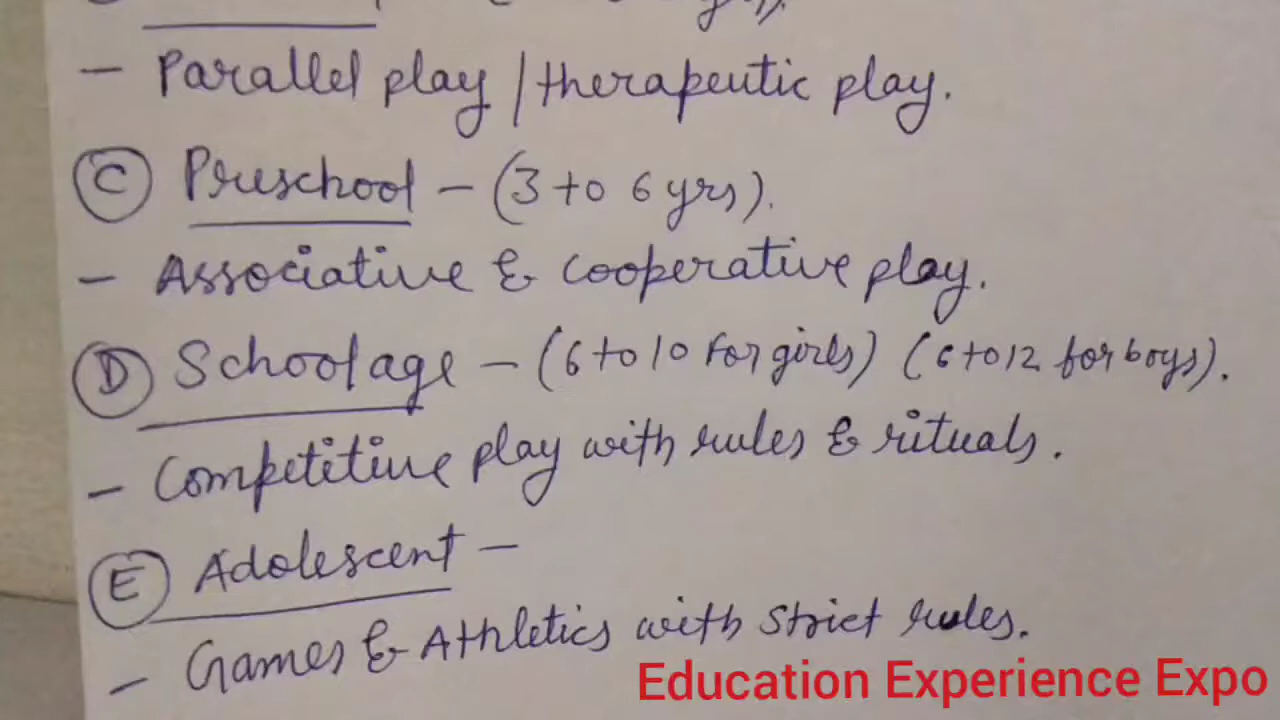 - Parallel play / therapeutic play.
C Preschool - (3 to 6 yrs).
- Associative & cooperative play.
D School age - (6 to 10 for girls) (6 to 12 for boys).
- Competitive play with rules & rituals.
E Adolescent -
- Games & Athletics with strict rules.
Education Experience Expo